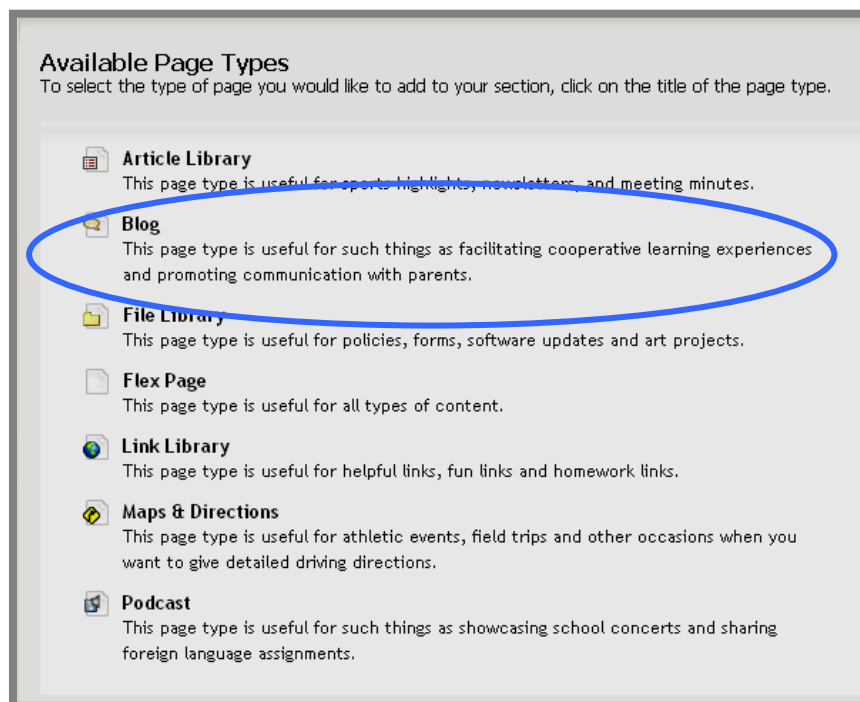 Available Page Types
To select the type of page you would like to add to your section, click on the title of the page type.
Article Library
This page type is useful for sports highlights, newsletters, and meeting minutes.
Blog
This page type is useful for such things as facilitating cooperative learning experiences
and promoting communication with parents.
File Library
This page type is useful for policies, forms, software updates and art projects.
Flex Page
This page type is useful for all types of content.
Link Library
This page type is useful for helpful links, fun links and homework links.
Maps & Directions
This page type is useful for athletic events, field trips and other occasions when you
want to give detailed driving directions.
Podcast
This page type is useful for such things as showcasing school concerts and sharing
foreign language assignments.